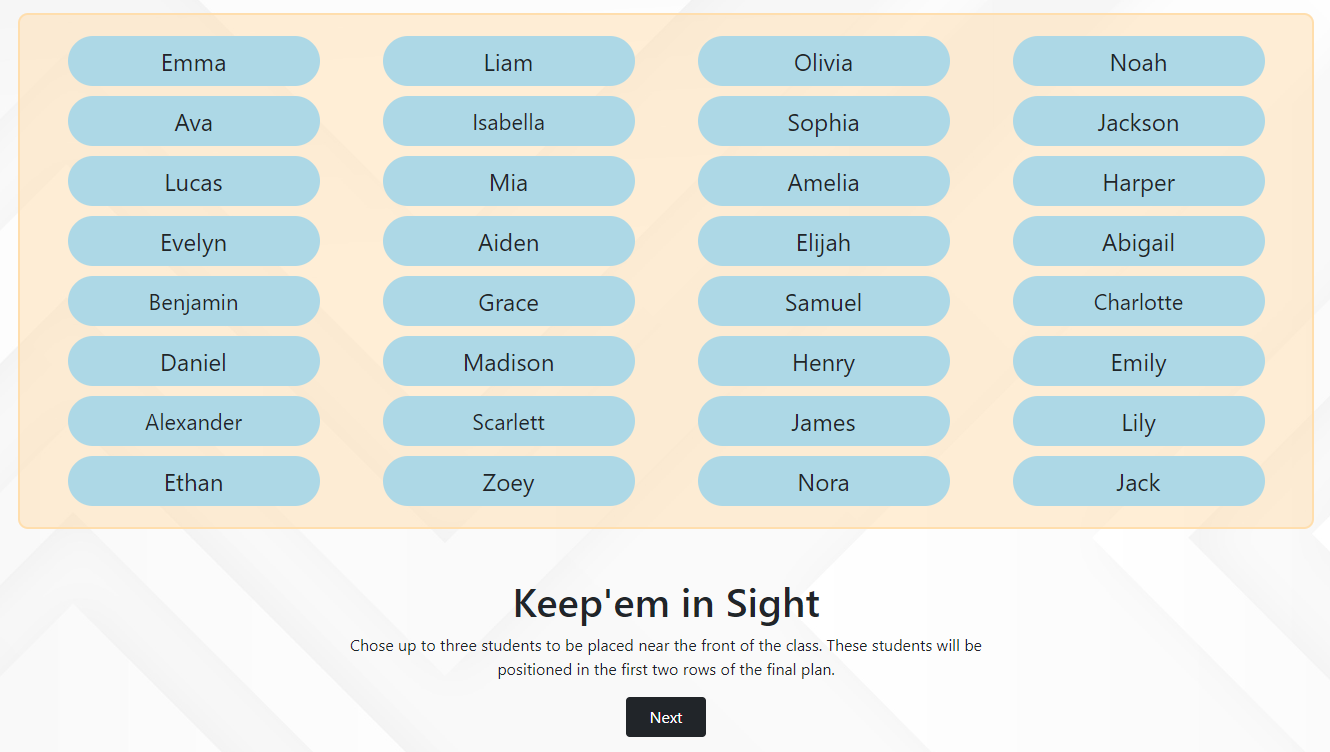 Emma Liam Olivia Noah
Ava Isabella Sophia Jackson
Lucas Mia Amelia Harper
Evelyn Aiden Elijah Abigail
Benjamin Grace Samuel Charlotte
Daniel Madison Henry Emily
Alexander Scarlett James Lily
Ethan Zoey Nora Jack
Keep'em in Sight
Chose up to three students to be placed near the front of the class. These students will be
positioned in the first two rows of the final plan.
Next